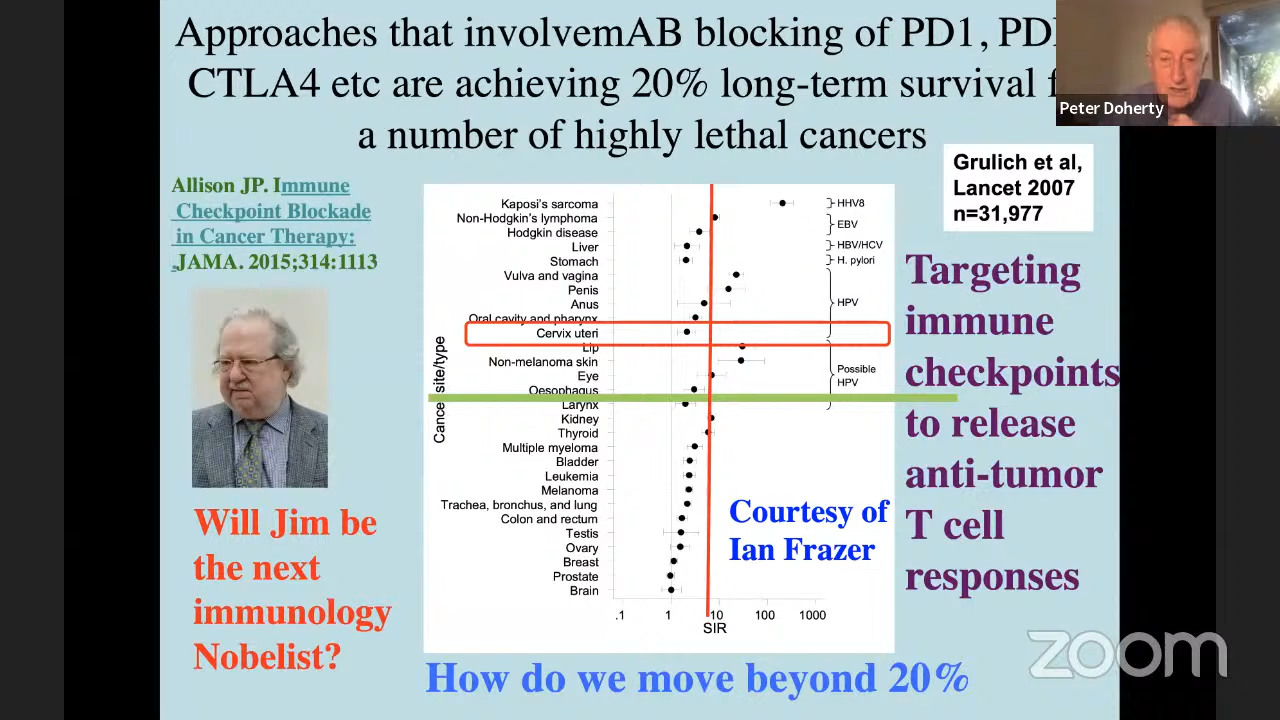 Approaches that involvemAB blocking of PD1, PD
CTLA4 etc are achieving 20% long-term survival f
a number of highly lethal cancers
Peter Doherty
Grulich et al,
Lancet 2007
n=31,977
Allison JP. Immune
Checkpoint Blockade
in Cancer Therapy:
JAMA. 2015;314:1113
Will Jim be
the next
immunology
Nobelist?
Cancer site/type
Kaposi's sarcoma
Non-Hodgkin's lymphoma
Hodgkin disease
Liver
Stomach
Vulva and vagina
Penis
Anus
Oral cavity and pharynx
Cervix uteri
Lip
Non-melanoma skin
Eye
Oesophagus
Larynx
Kidney
Thyroid
Multiple myeloma
Bladder
Leukemia
Melanoma
Trachea, bronchus, and lung
Colon and rectum
Testis
Ovary
Breast
Prostate
Brain
HHV8
EBV
HBV/HCV
H. pylori
HPV
Possible
HPV
.1 1 10 100 1000
SIR
Courtesy of
Ian Frazer
Targeting
immune
checkpoints
to release
anti-tumor
T cell
responses
How do we move beyond 20%
zoom